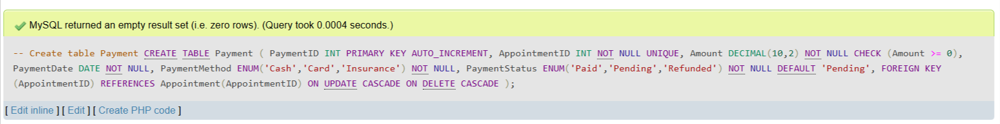 MySQL returned an empty result set (i.e. zero rows). (Query took 0.0004 seconds.)
-- Create table Payment CREATE TABLE Payment ( PaymentID INT PRIMARY KEY AUTO_INCREMENT, AppointmentID INT NOT NULL UNIQUE, Amount DECIMAL(10,2) NOT NULL CHECK (Amount >= 0),
PaymentDate DATE NOT NULL, PaymentMethod ENUM('Cash','Card','Insurance') NOT NULL, PaymentStatus ENUM('Paid','Pending','Refunded') NOT NULL DEFAULT 'Pending', FOREIGN KEY
(AppointmentID) REFERENCES Appointment(AppointmentID) ON UPDATE CASCADE ON DELETE CASCADE );
[ Edit inline ] [ Edit ] [ Create PHP code ]